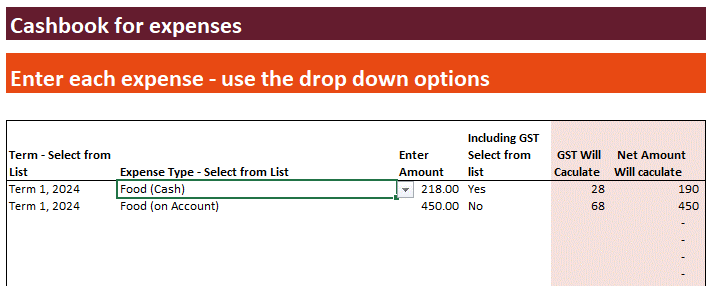 Cashbook for expenses
Enter each expense - use the drop down options
Including GST
Term - Select from Enter Select from GST Will Net Amount
List Expense Type - Select from List Amount list Caculate Will caculate
Term 1, 2024 Food (Cash) 218.00 Yes 28 190
Term 1, 2024 Food (on Account) 450.00 No 68 450
-
-
-
-